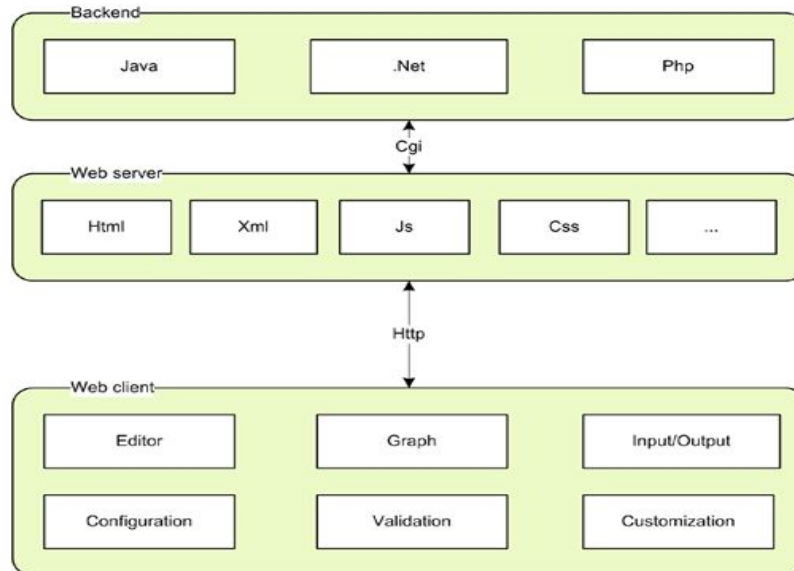 Backend
Java
.Net
Php
Cgi
Web server
Html
Xml
Js
Css
...
Http
Web client
Editor
Graph
Input/Output
Configuration
Validation
Customization